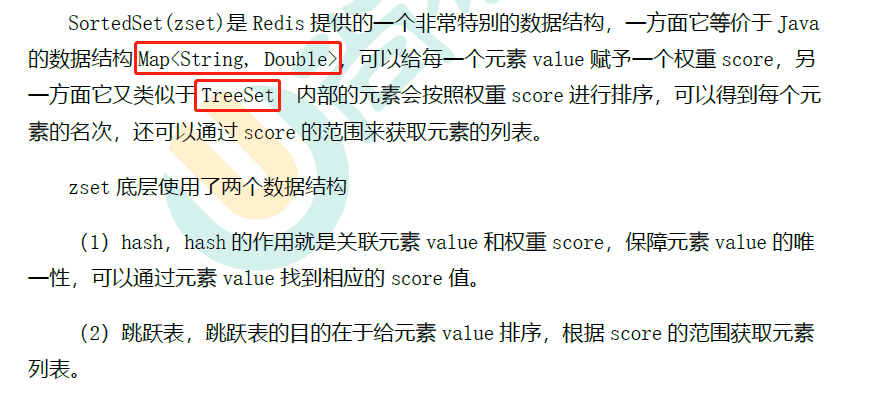 SortedSet(zset)是 Redis 提供的一个非常特别的数据结构，一方面它等价于 Java
的数据结构 Map<String, Double>，可以给每一个元素 value 赋予一个权重 score，另
一方面它又类似于 TreeSet 内部的元素会按照权重 score 进行排序，可以得到每个元
素的名次，还可以通过 score 的范围来获取元素的列表。
zset 底层使用了两个数据结构
（1）hash，hash 的作用就是关联元素 value 和权重 score，保障元素 value 的唯
一性，可以通过元素 value 找到相应的 score 值。
（2）跳跃表，跳跃表的目的在于给元素 value 排序，根据 score 的范围获取元素
列表。